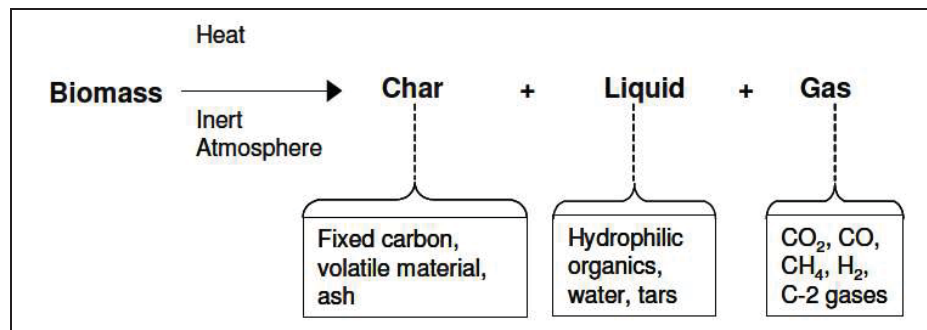 Heat
Biomass Char + Liquid + Gas
Inert
Atmosphere
Fixed carbon,
volatile material,
ash
Hydrophilic
organics,
water, tars
CO₂, CO,
CH₄, H₂,
C-2 gases